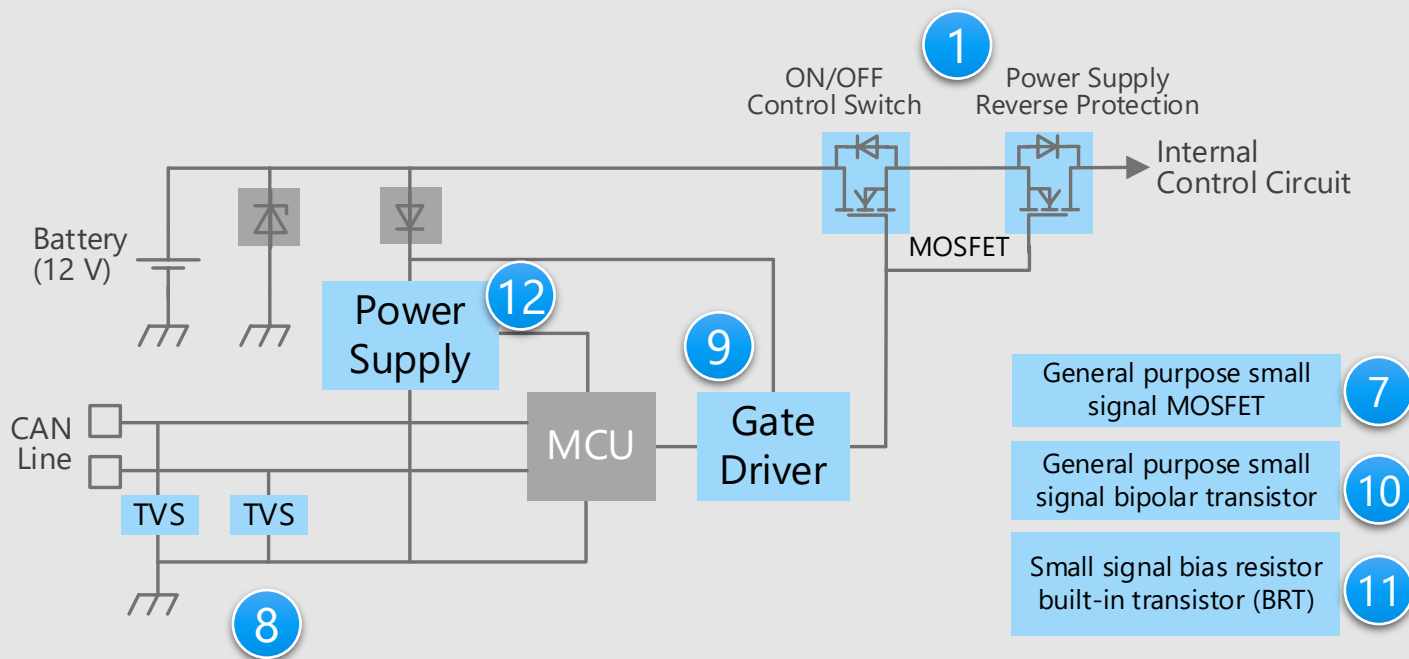 1
ON/OFF
Control Switch
Power Supply
Reverse Protection
Internal
Control Circuit
Battery
(12 V)
MOSFET
Power
Supply
12
9
CAN
Line
MCU
Gate
Driver
TVS
TVS
8
General purpose small
signal MOSFET
7
General purpose small
signal bipolar transistor
10
Small signal bias resistor
built-in transistor (BRT)
11